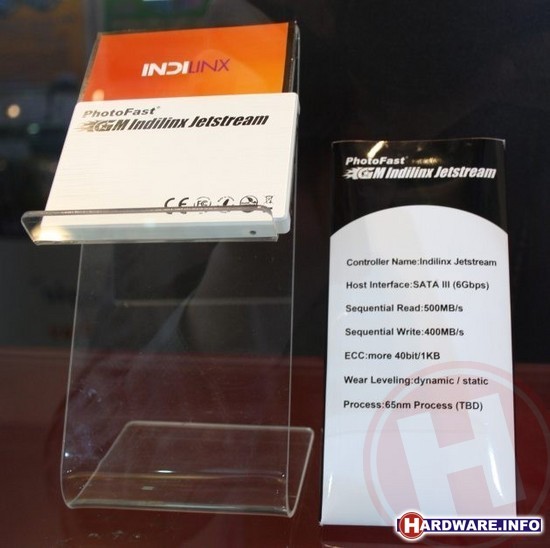 INDILINX
PhotoFast®
GM Indilinx Jetstream
CE FC
PhotoFast®
GM Indilinx Jetstream
Controller Name:Indilinx Jetstream
Host Interface:SATA III (6Gbps)
Sequential Read:500MB/s
Sequential Write:400MB/s
ECC:more 40bit/1KB
Wear Leveling:dynamic / static
Process:65nm Process (TBD)
HARDWARE.INFO